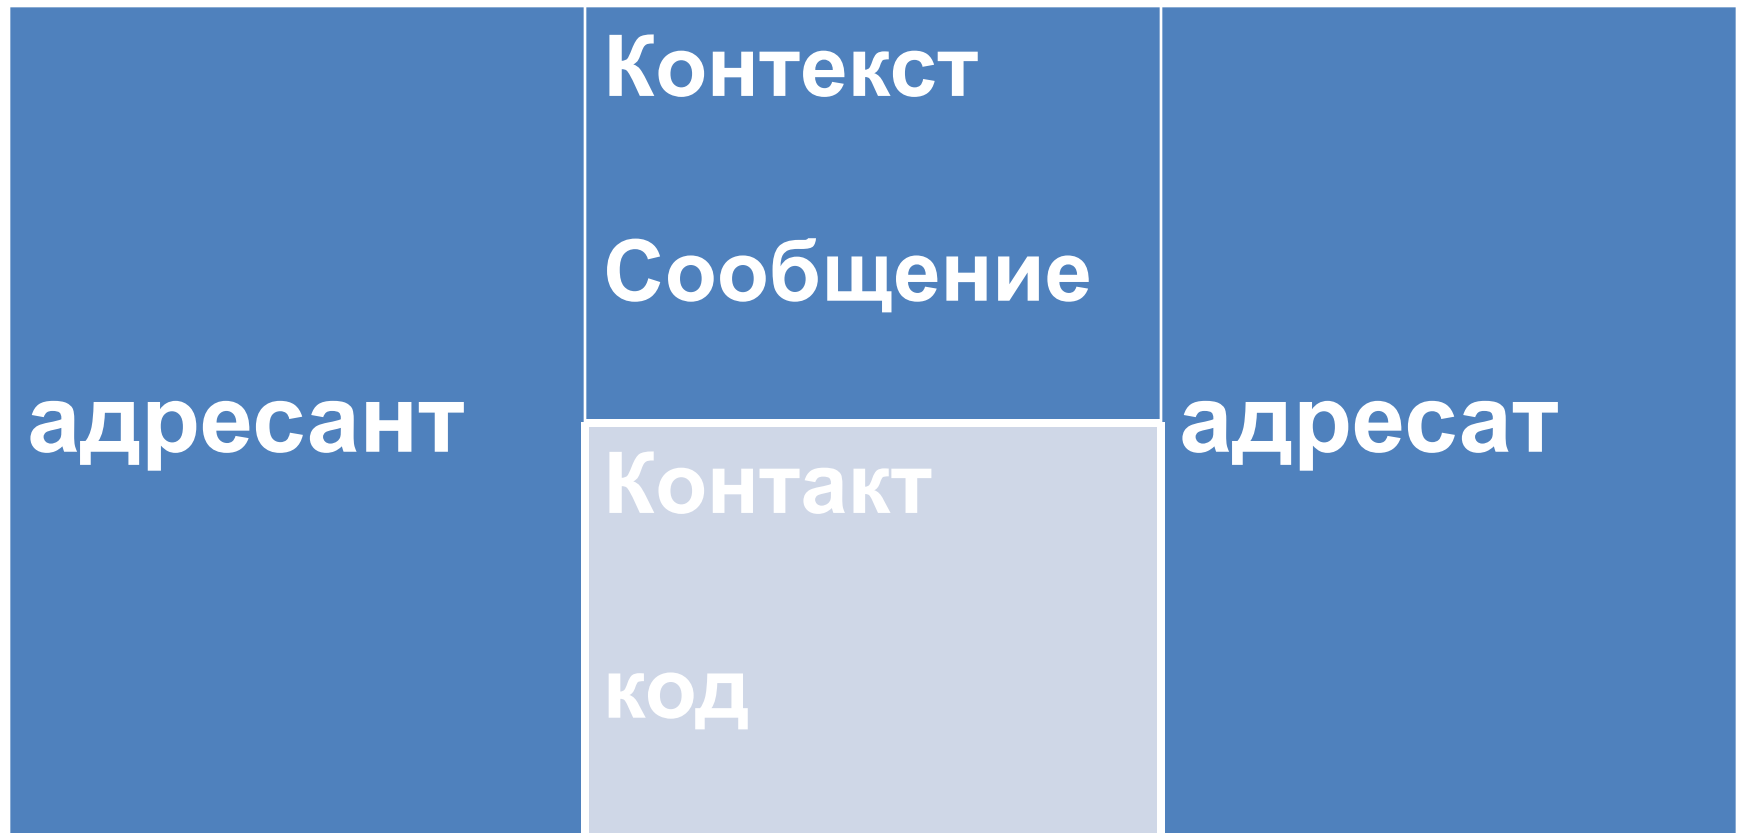 адресант
Контекст
Сообщение
Контакт
код
адресат